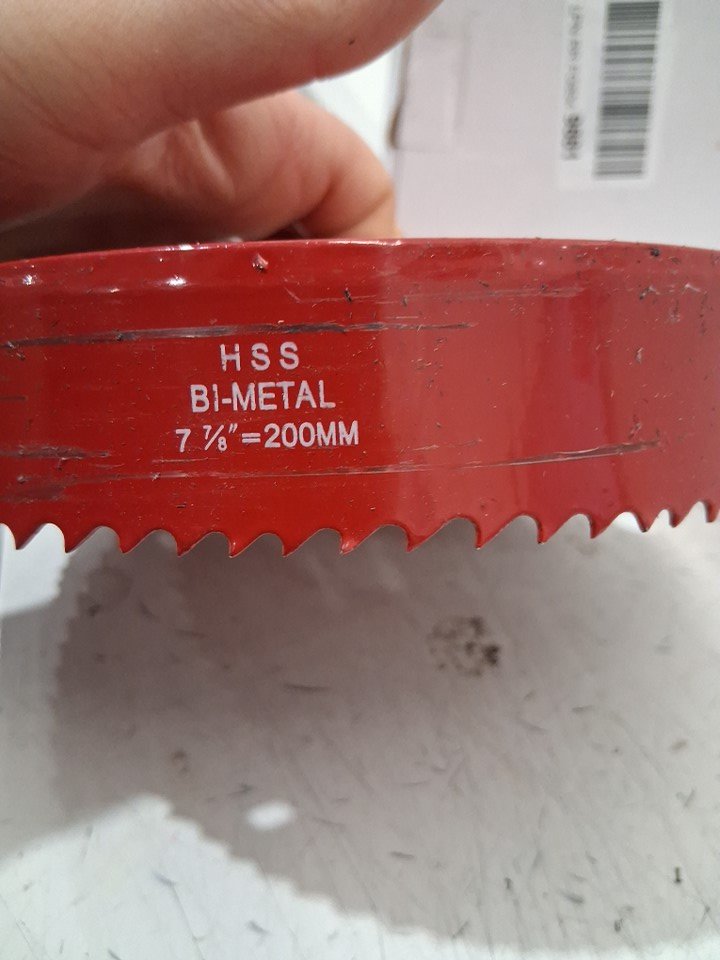 HSS
BI-METAL
7 ⅞"=200MM